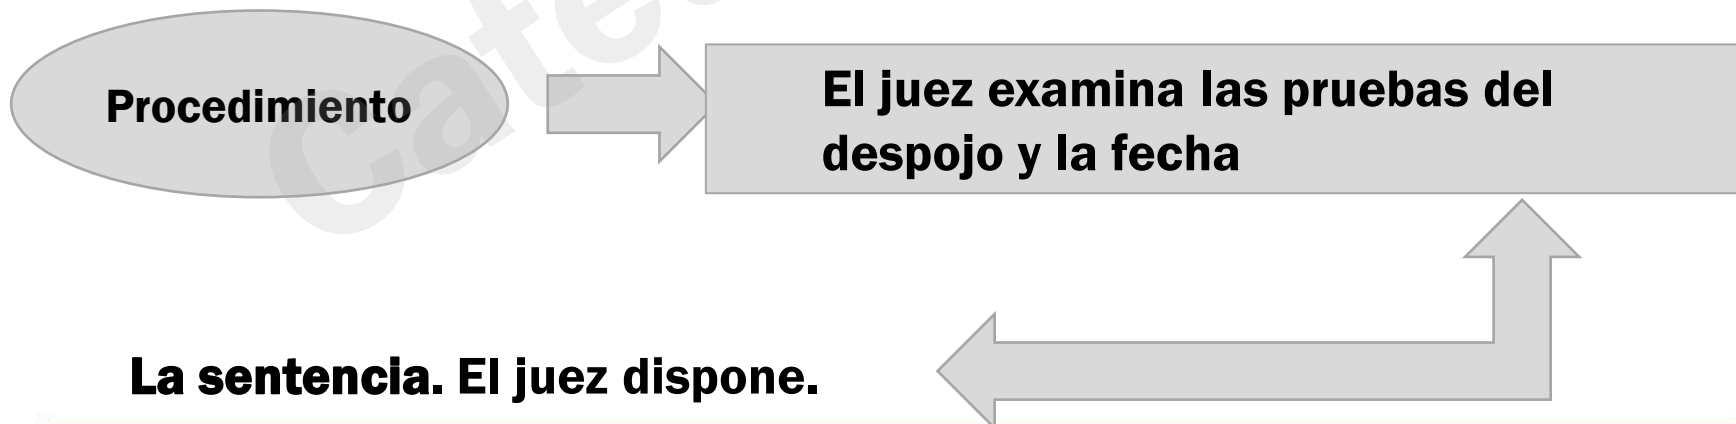 Procedimiento
El juez examina las pruebas del
despojo y la fecha
La sentencia. El juez dispone.